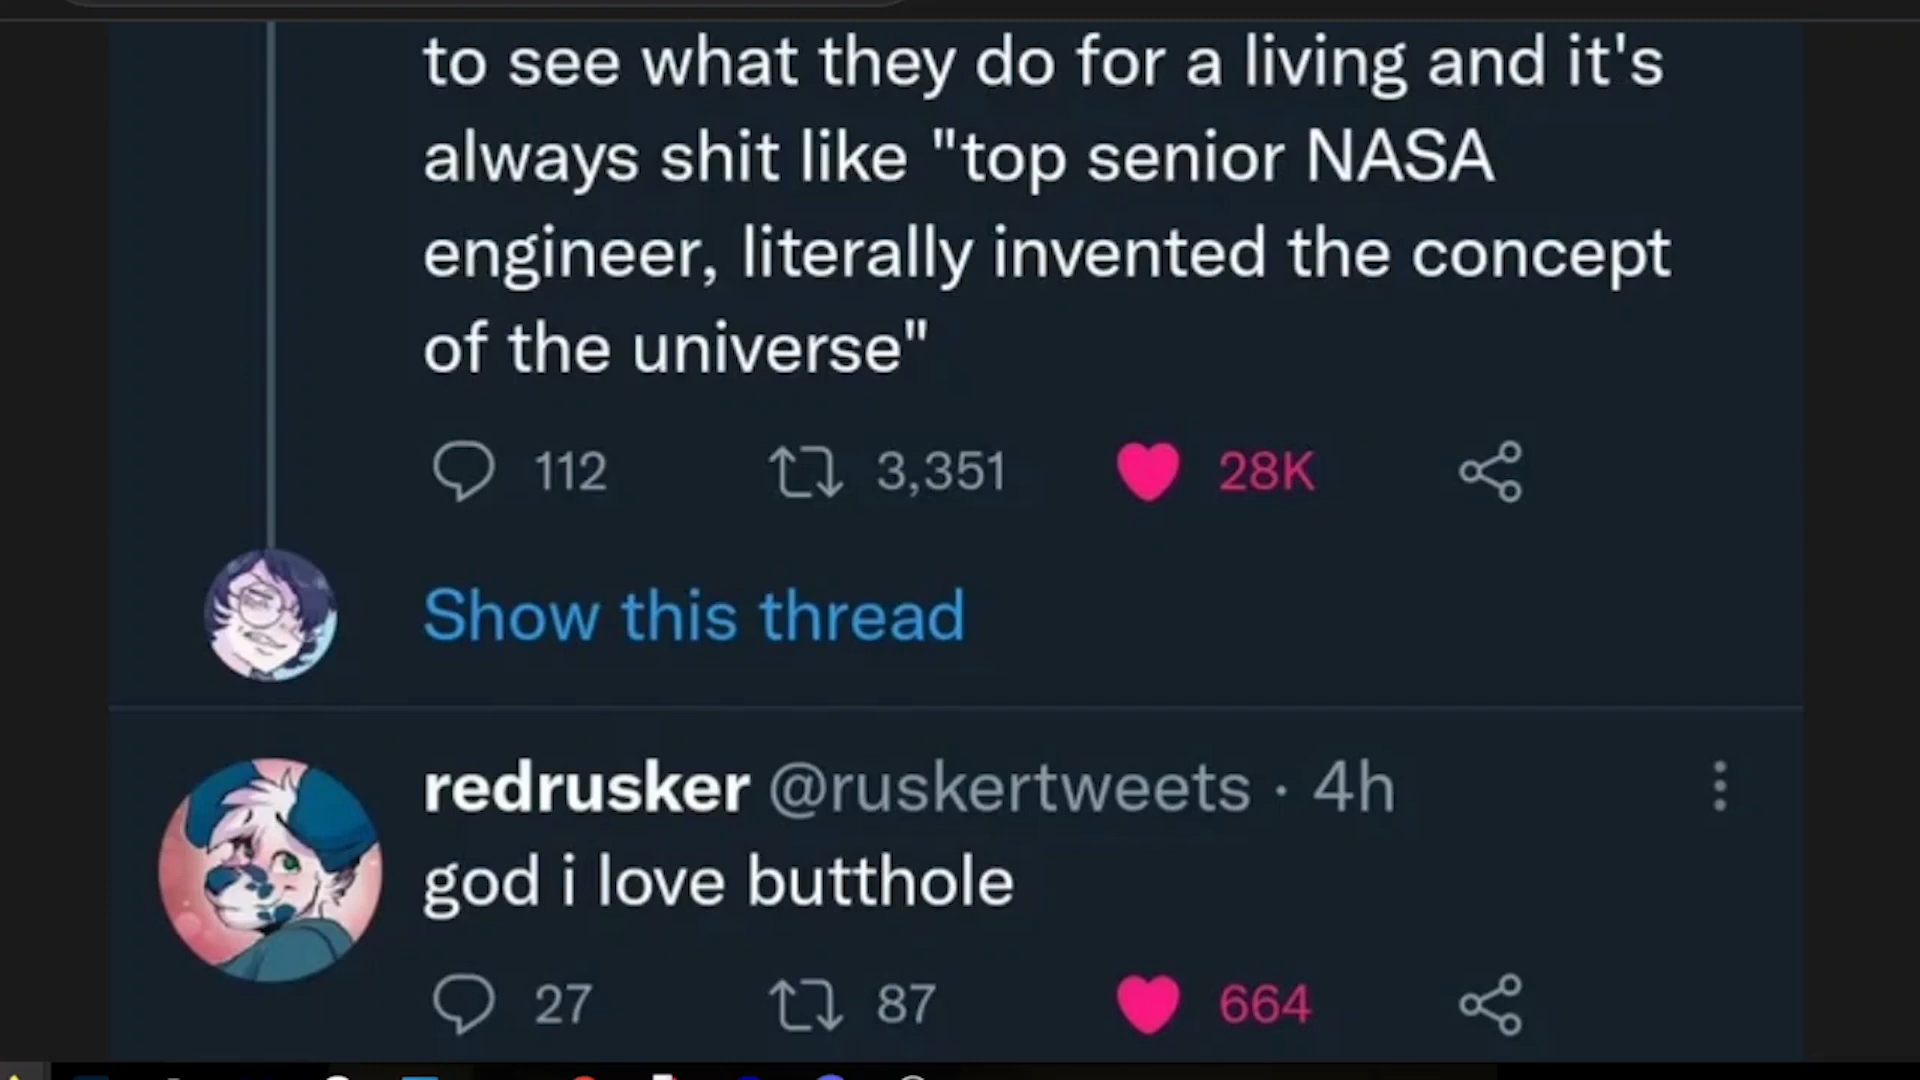 to see what they do for a living and it's
always shit like "top senior NASA
engineer, literally invented the concept
of the universe"
112 3,351 28K
Show this thread
redrusker @ruskertweets · 4h
god i love butthole
27 87 664